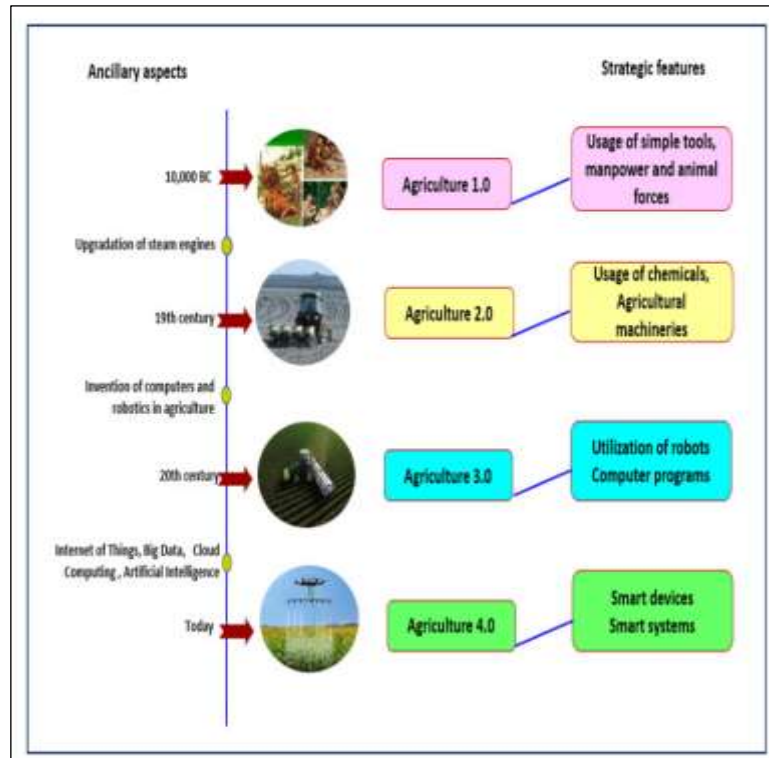 Ancillary aspects
Strategic features
10,000 BC
Agriculture 1.0
Usage of simple tools,
manpower and animal
forces
Upgradation of steam engines
19th century
Agriculture 2.0
Usage of chemicals,
Agricultural
machineries
Invention of computers and
robotics in agriculture
20th century
Agriculture 3.0
Utilization of robots
Computer programs
Internet of Things, Big Data, Cloud
Computing , Artificial Intelligence
Today
Agriculture 4.0
Smart devices
Smart systems